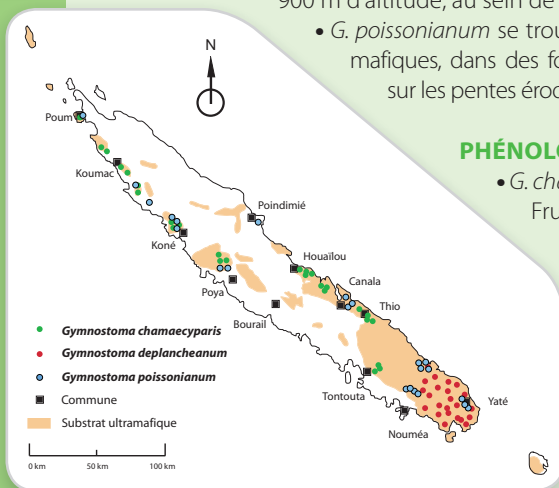 900 m d'altitude, au sein de
• G. poissonianum se trou
mafiques, dans des fo
sur les pentes éroc
PHÉNOLO
• G. cha
Fru
N
Poum
Koumac
Poindimié
Koné
Houaïlou
Canala
Poya
Thio
Bourail
Gymnostoma chamaecyparis
Gymnostoma deplancheanum
Gymnostoma poissonianum
Commune
Substrat ultramafique
Tontouta
Yaté
Nouméa
0 km 50 km 100 km